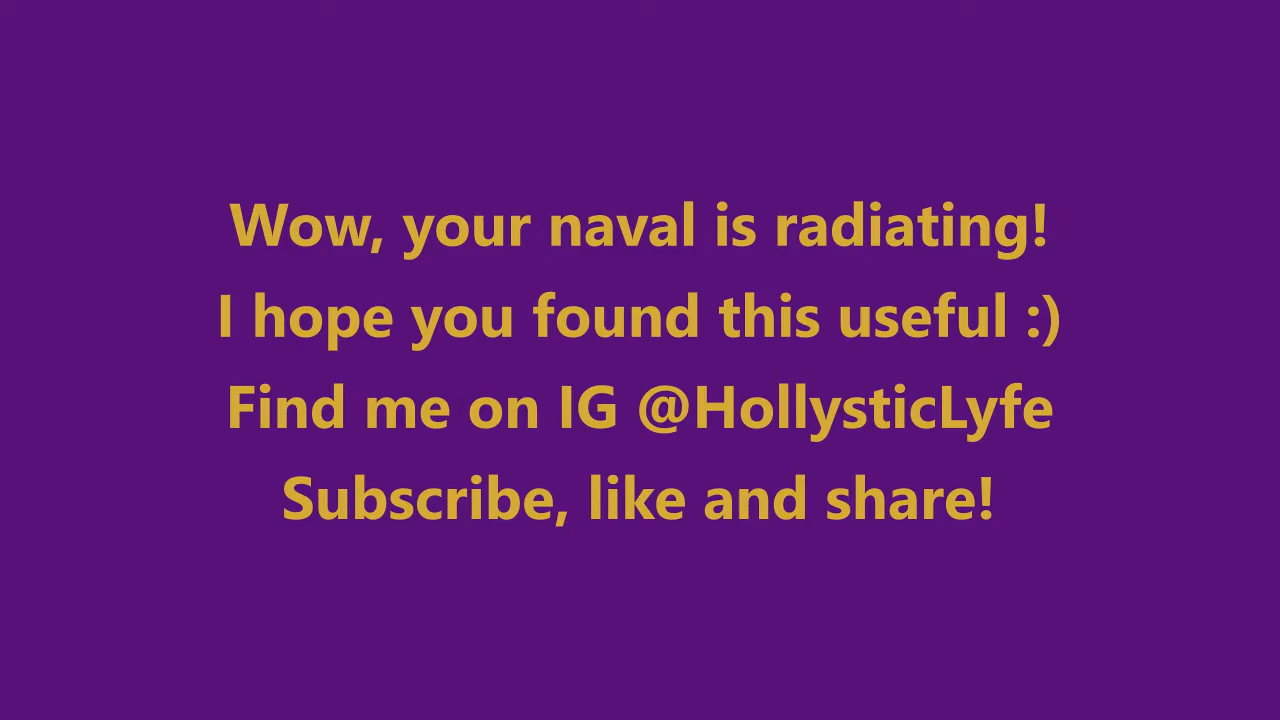 Wow, your naval is radiating!
I hope you found this useful :)
Find me on IG @HollysticLyfe
Subscribe, like and share!